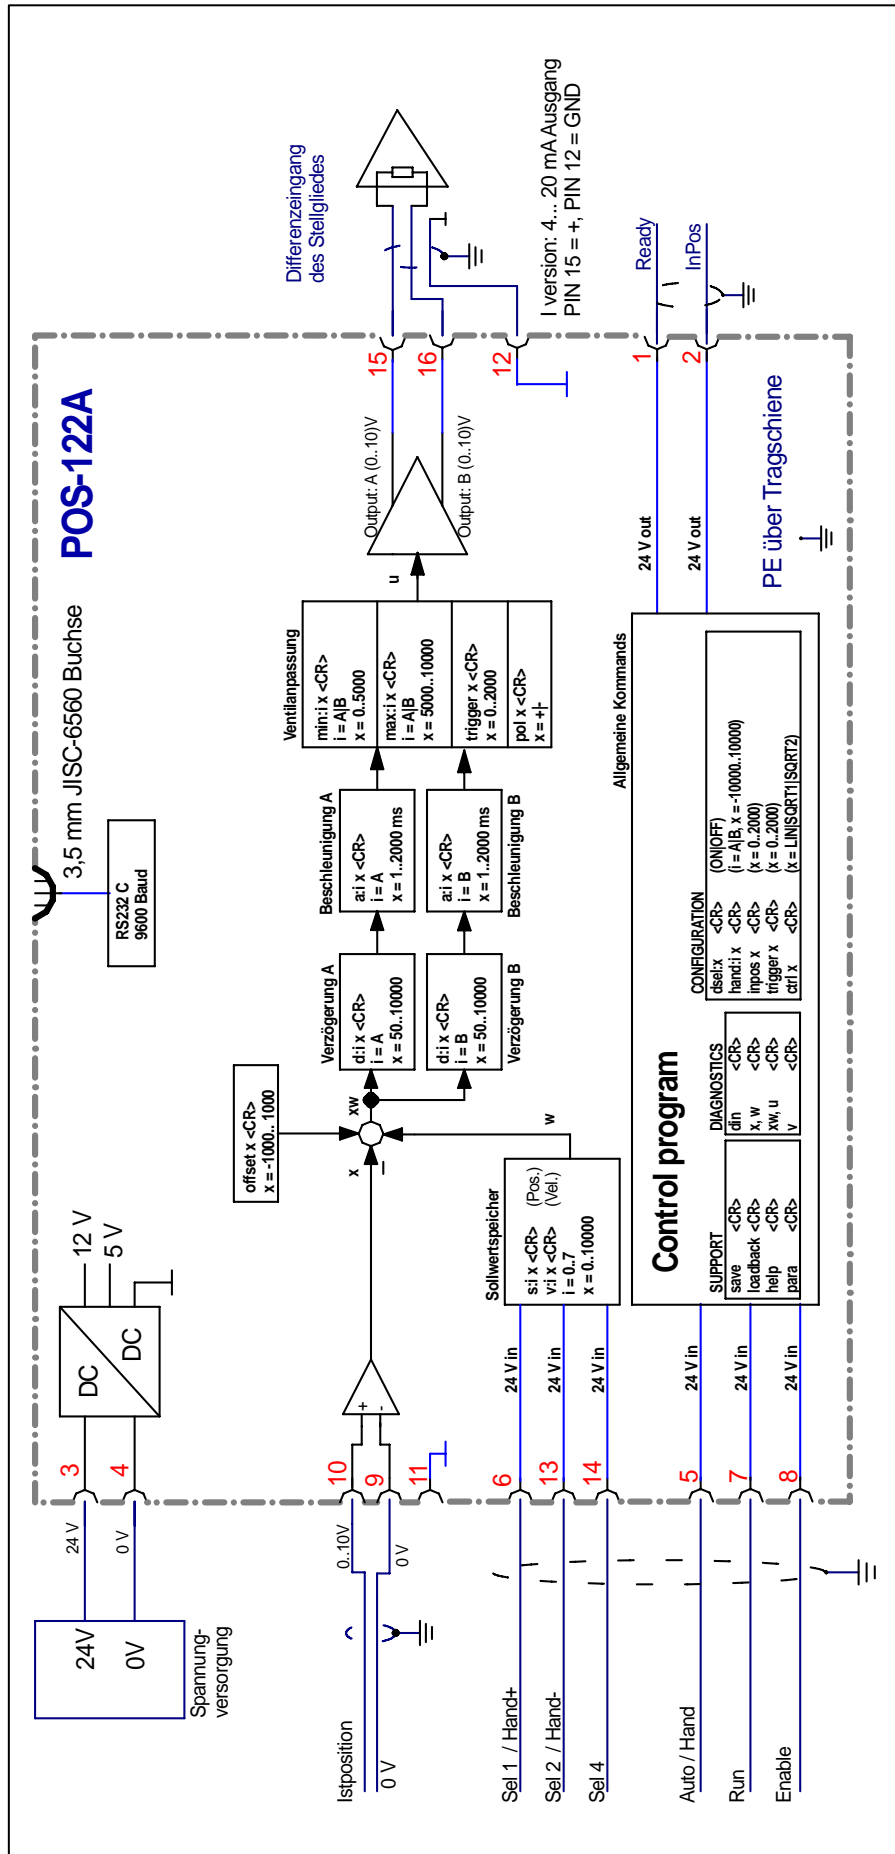 POS-122A
3,5 mm JISC-6560 Buchse
RS232 C
9600 Baud
Spannung-
versorgung
24V
0V
24 V
0 V
3
4
DC
DC
12 V
5 V
Istposition
0 V
0..10V
0 V
10
9
11
+
-
x
offset x <CR>
x = -1000.. 1000
xw
w
Verzögerung A
d:i x <CR>
i = A
x = 50..10000
d:i x <CR>
i = B
x = 50..10000
Verzögerung B
Beschleunigung A
a:i x <CR>
i = A
x = 1..2000 ms
a:i x <CR>
i = B
x = 1..2000 ms
Beschleunigung B
Ventilanpassung
min:i x <CR>
i = A|B
x = 0..5000
max:i x <CR>
i = A|B
x = 5000..10000
trigger x <CR>
x = 0..2000
pol x <CR>
x = +|-
u
Output: A (0..10)V
Output: B (0..10)V
15
16
12
Differenzeingang
des Stellgliedes
I version: 4... 20 mA Ausgang
PIN 15 = +, PIN 12 = GND
Sel 1 / Hand+
Sel 2 / Hand-
Sel 4
6
13
14
24 V in
24 V in
24 V in
Sollwertspeicher
s:i x <CR> (Pos.)
v:i x <CR> (Vel.)
i = 0..7
x = 0..10000
Auto / Hand
Run
Enable
5
7
8
24 V in
24 V in
24 V in
Allgemeine Kommands
Control program
SUPPORT
save <CR>
loadback <CR>
help <CR>
para <CR>
DIAGNOSTICS
din <CR>
x, w <CR>
xw, u <CR>
v <CR>
CONFIGURATION
dsel:x <CR> (ON|OFF)
hand:i x <CR> (i = A|B, x = -10000..10000)
inpos x <CR> (x = 0..2000)
trigger x <CR> (x = 0..2000)
ctrl x <CR> (x = LIN|SQRT1|SQRT2)
24 V out
24 V out
1
2
Ready
InPos
PE über Tragschiene